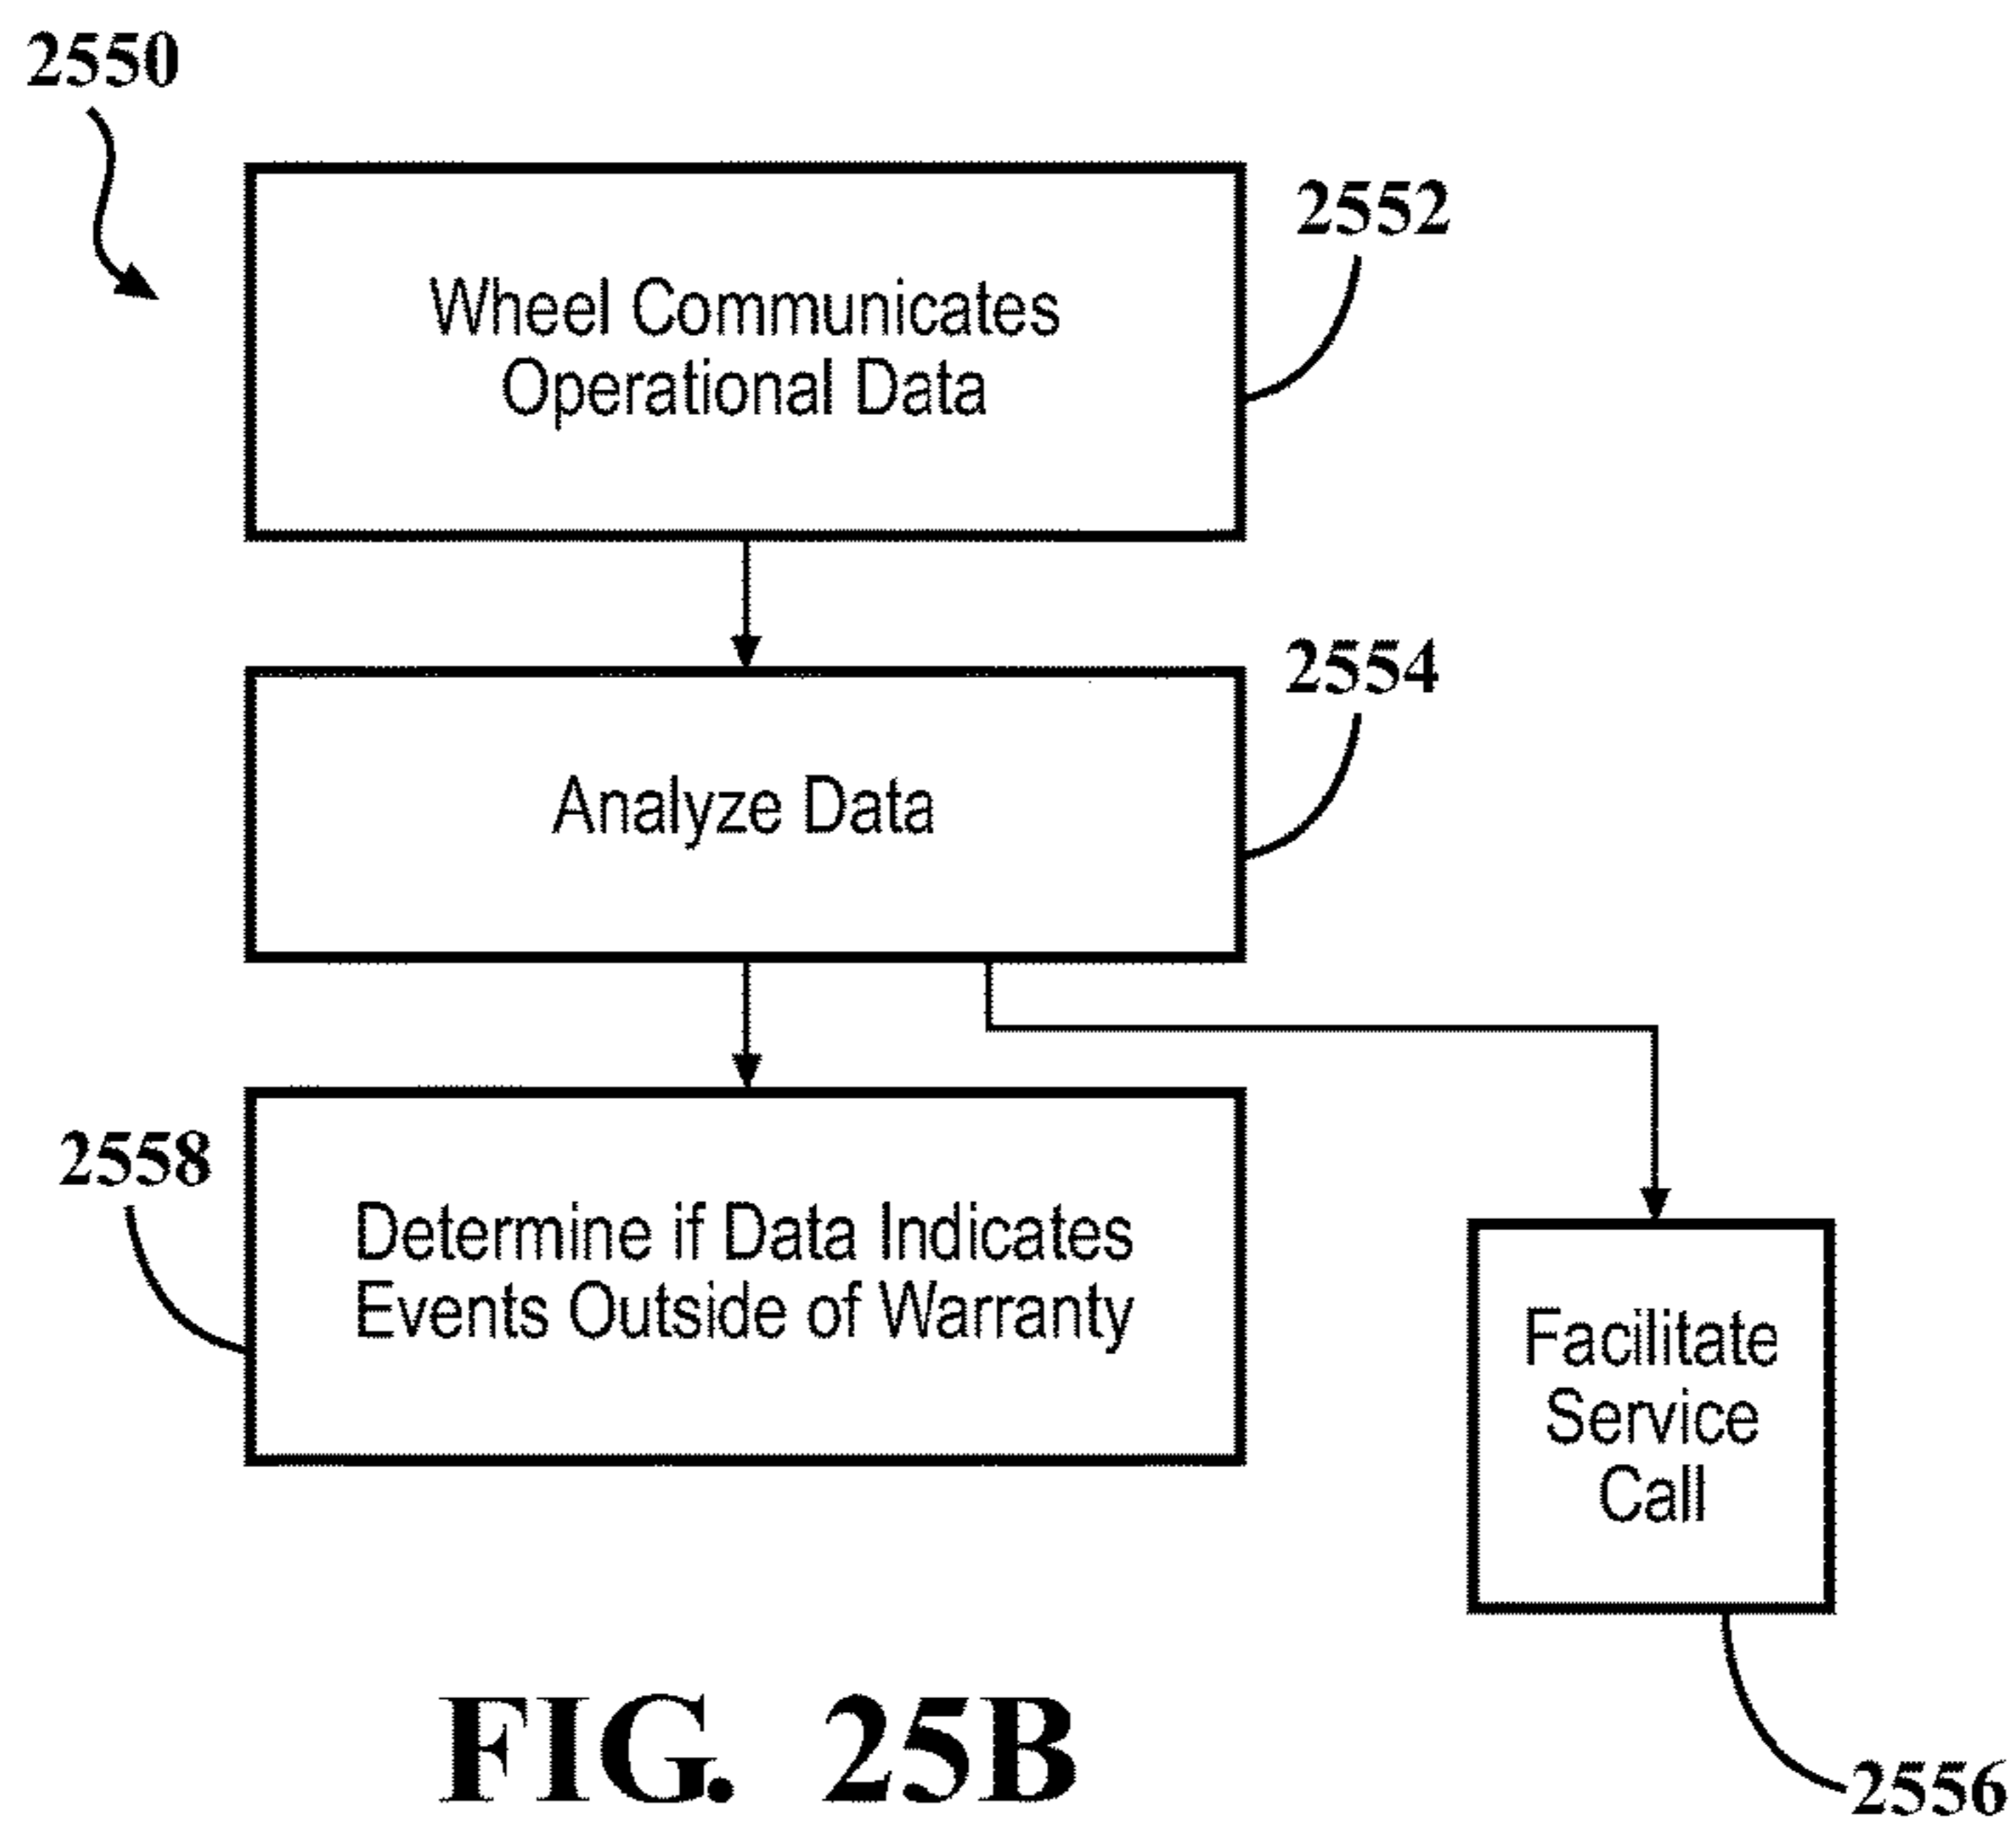 2550
2552
Wheel Communicates
Operational Data
2554
Analyze Data
2558
Determine if Data Indicates
Events Outside of Warranty
Facilitate
Service
Call
2556
FIG. 25B